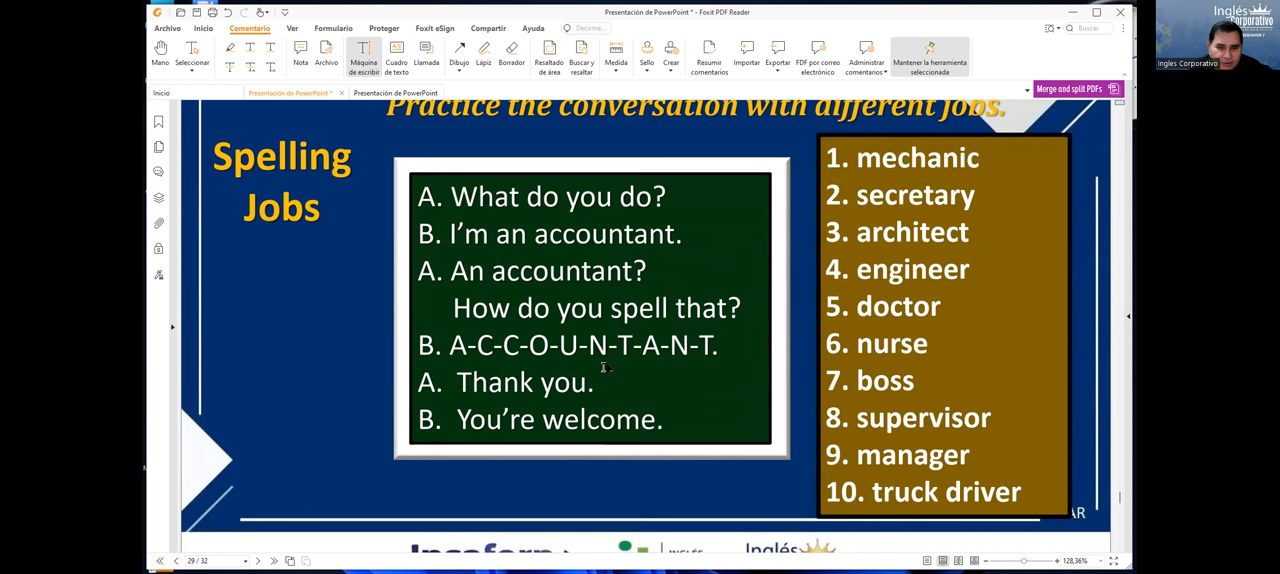 Presentación de PowerPoint * - Foxit PDF Reader
Archivo Inicio Comentario Ver Formulario Proteger Foxit eSign Compartir Ayuda Decirme... Buscar
Mano Seleccionar Nota Archivo Máquina de escribir Cuadro de texto Llamada Dibujo Lápiz Borrador Resultado de área Buscar y resaltar Medida Sello Crear Resumir comentarios Importar Exportar PDF por correo electrónico Administrar comentarios Mantener la herramienta seleccionada
Inicio Presentación de PowerPoint * Presentación de PowerPoint Merge and split PDFs
Practice the conversation with different jobs.
Spelling
Jobs
A. What do you do?
B. I'm an accountant.
A. An accountant?
How do you spell that?
B. A-C-C-O-U-N-T-A-N-T.
A. Thank you.
B. You're welcome.
1. mechanic
2. secretary
3. architect
4. engineer
5. doctor
6. nurse
7. boss
8. supervisor
9. manager
10. truck driver
AR
INGLÉS
Inglés
29 / 32
128,36%
Inglés
Corporativo
Ingles Corporativo